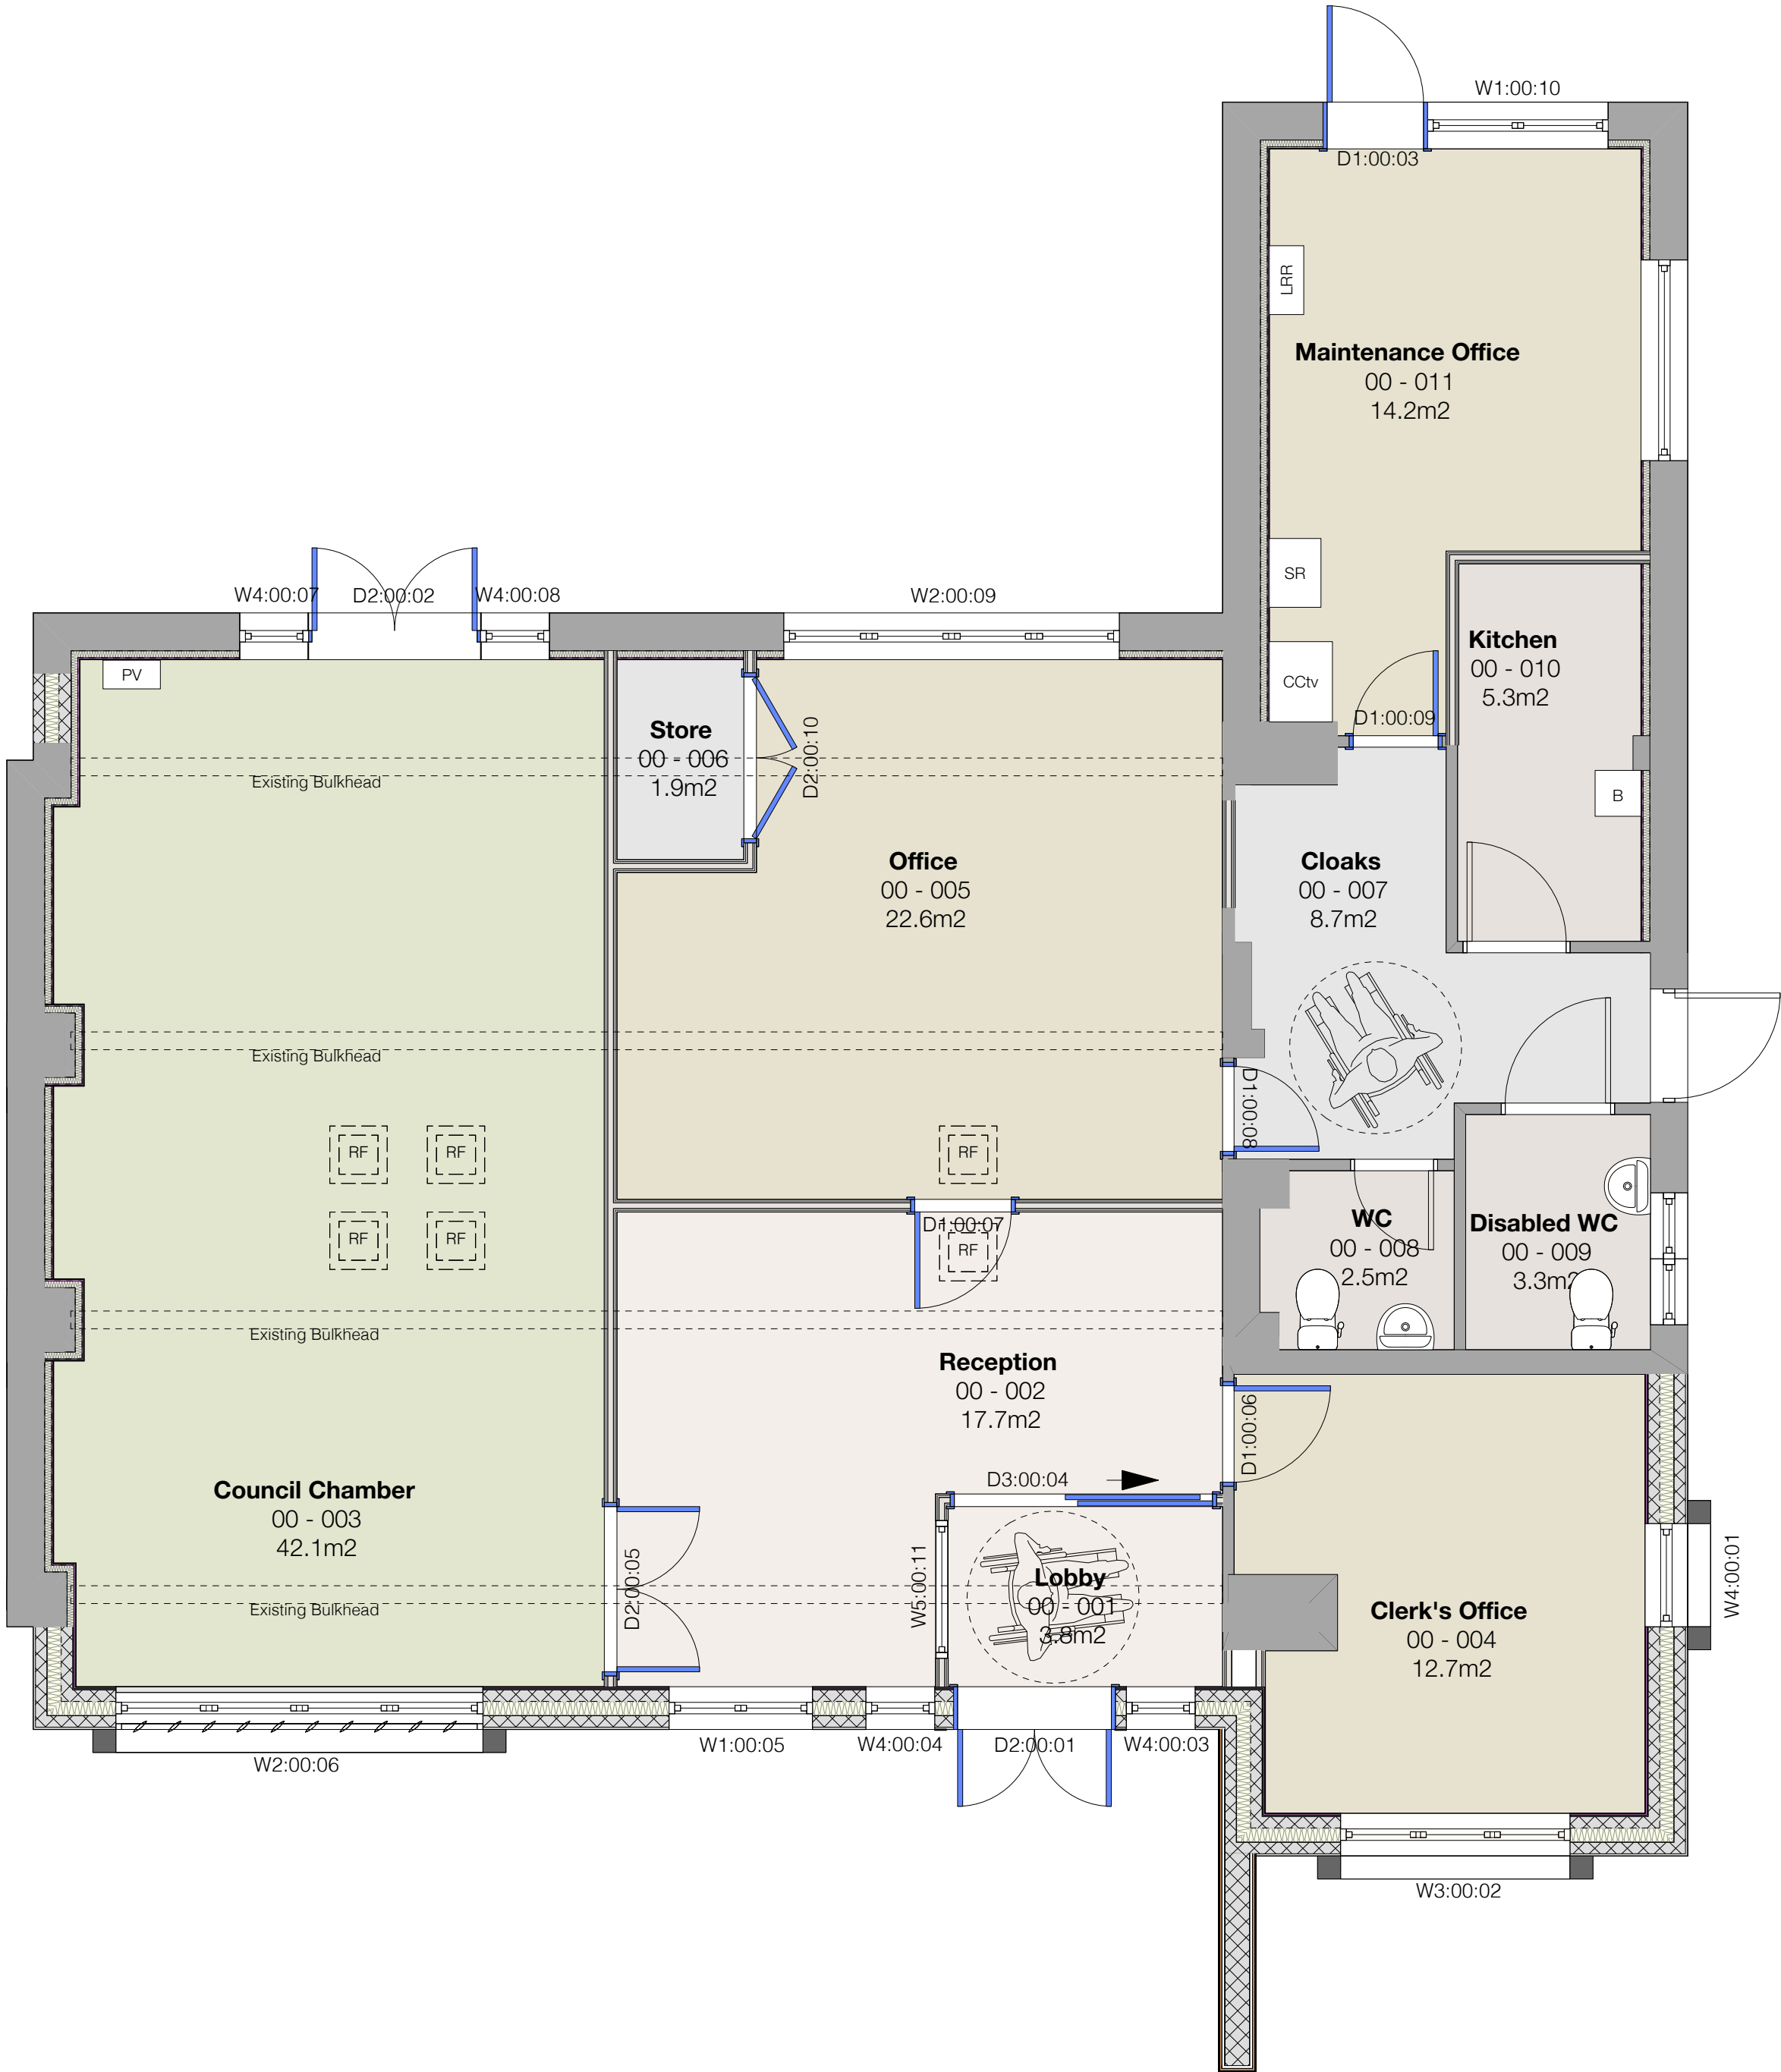 W1:00:10
D1:00:03
LRR
Maintenance Office
00 - 011
14.2m2
SR
CCtv
D1:00:09
Kitchen
00 - 010
5.3m2
B
W4:00:07
D2:00:02
W4:00:08
W2:00:09
PV
Store
00 - 006
1.9m2
D2:00:10
Existing Bulkhead
Office
00 - 005
22.6m2
Cloaks
00 - 007
8.7m2
Existing Bulkhead
D1:00:08
RF
RF
RF
RF
RF
D1:00:07
RF
WC
00 - 008
2.5m2
Disabled WC
00 - 009
3.3m2
Existing Bulkhead
Reception
00 - 002
17.7m2
D1:00:06
D3:00:04
Council Chamber
00 - 003
42.1m2
Existing Bulkhead
D2:00:05
W5:00:11
Lobby
00 - 001
3.8m2
Clerk's Office
00 - 004
12.7m2
W4:00:01
W2:00:06
W1:00:05
W4:00:04
D2:00:01
W4:00:03
W3:00:02